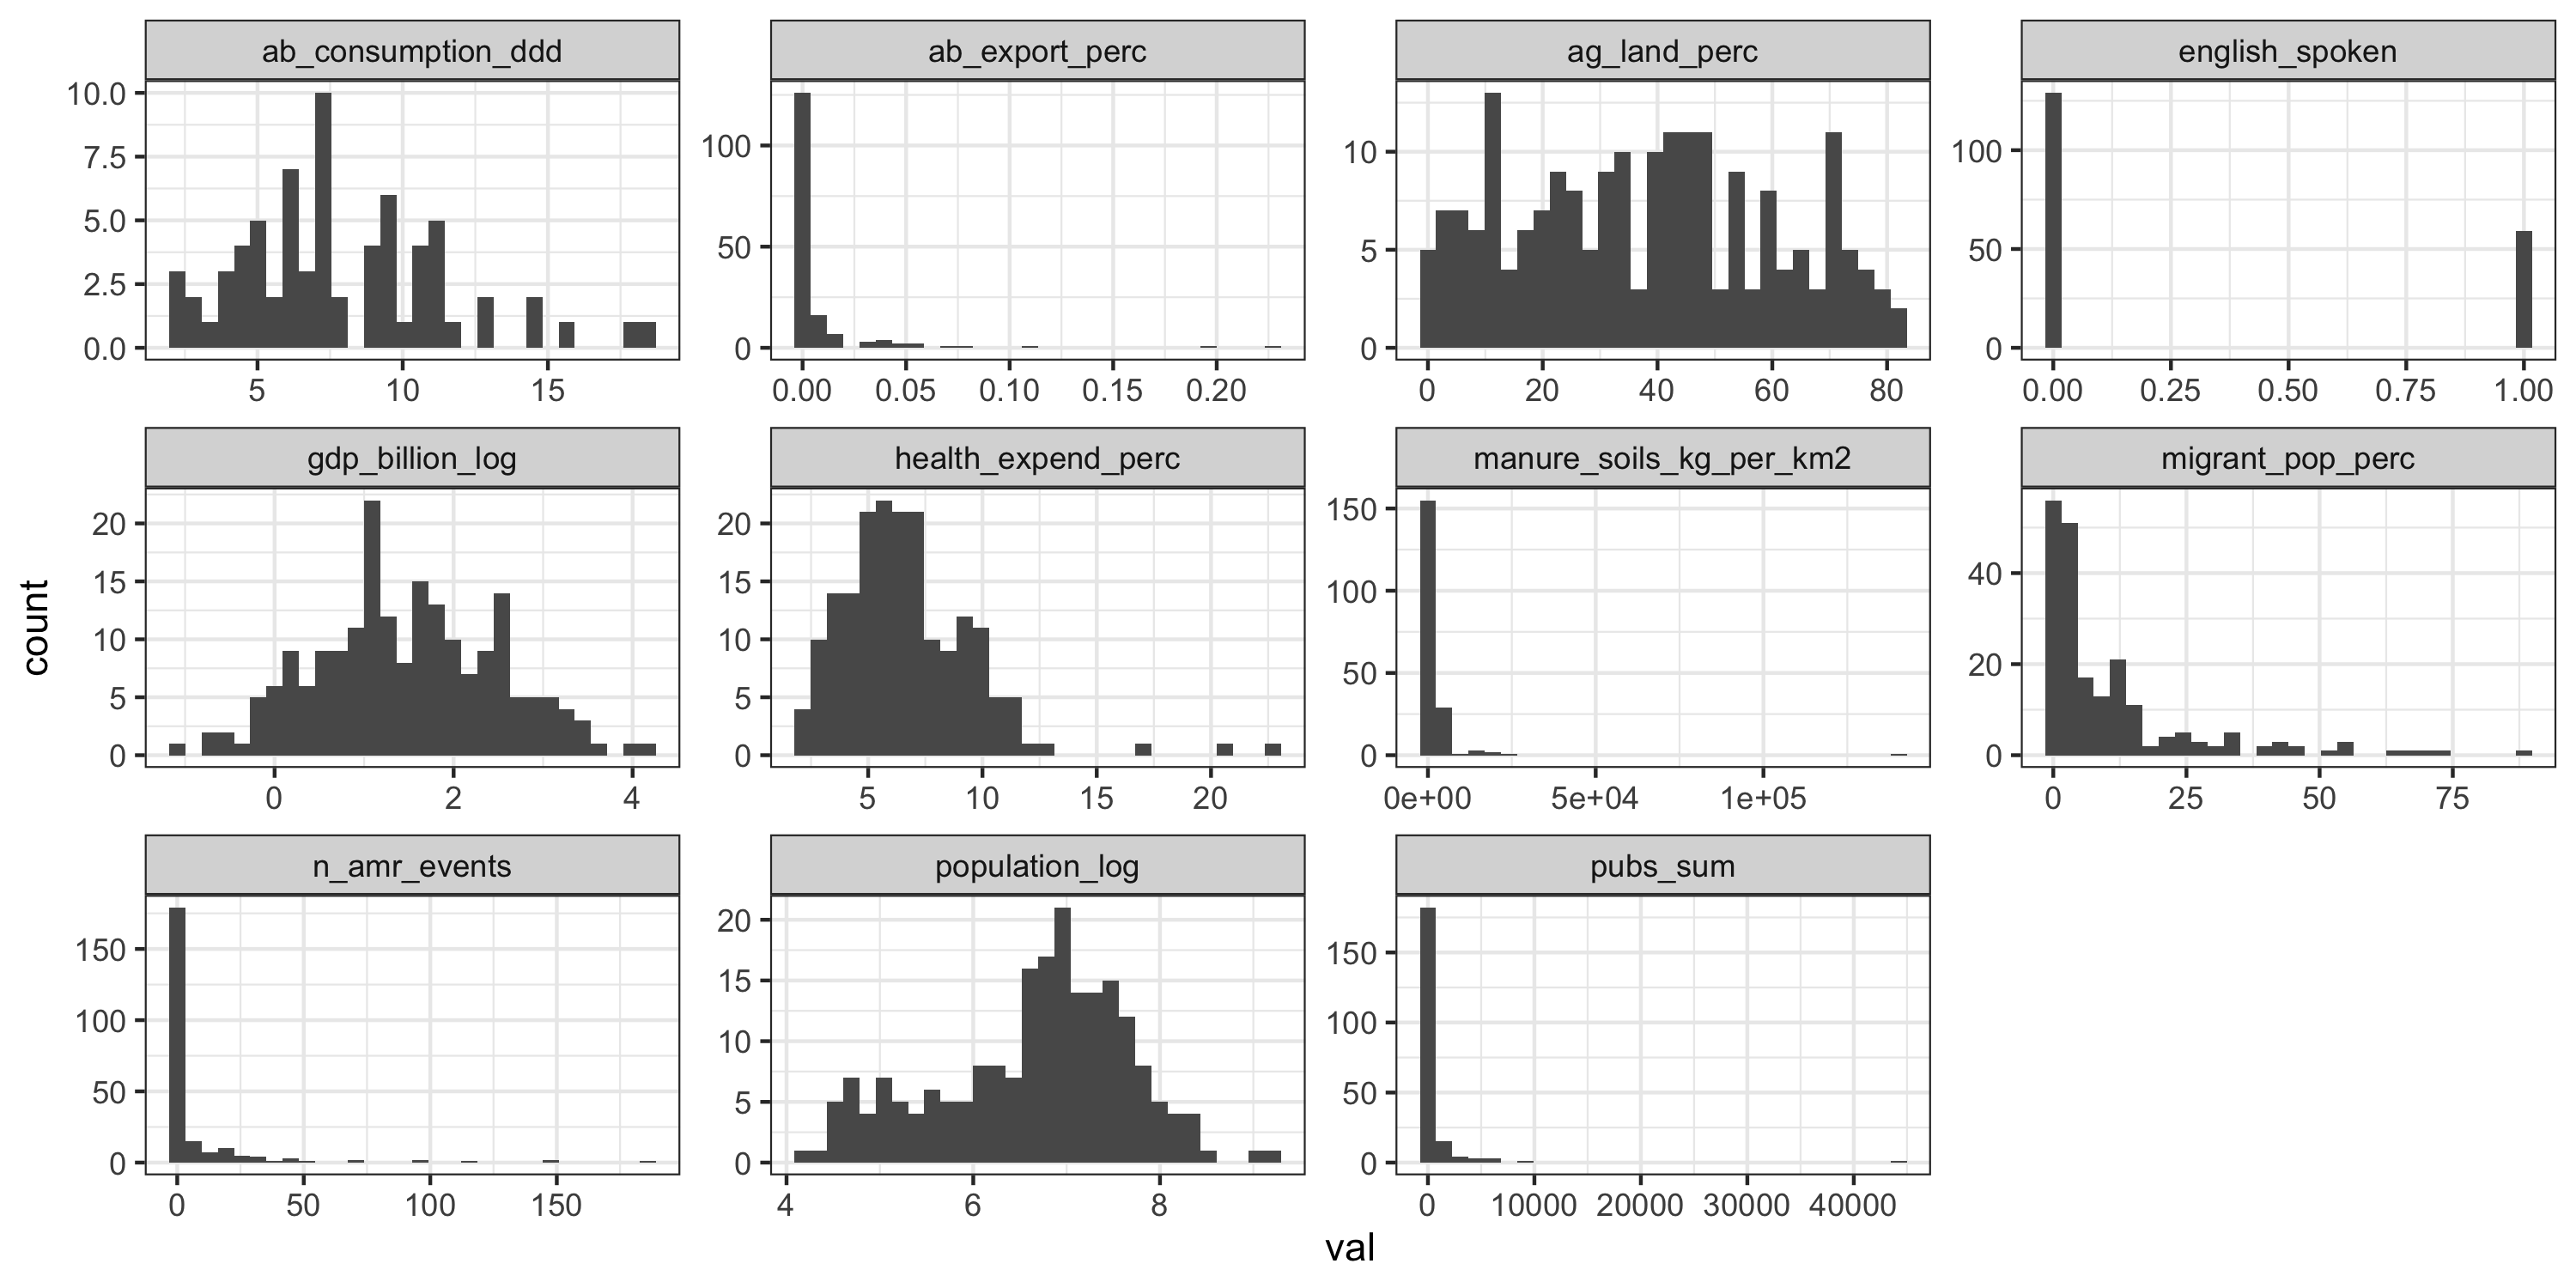 ab_consumption_ddd
10.0
7.5
5.0
2.5
0.0
5 10 15
ab_export_perc
100
50
0
0.00 0.05 0.10 0.15 0.20
ag_land_perc
10
5
0
0 20 40 60 80
english_spoken
100
50
0
0.00 0.25 0.50 0.75 1.00
gdp_billion_log
20
15
10
5
0
0 2 4
health_expend_perc
20
15
10
5
0
5 10 15 20
manure_soils_kg_per_km2
150
100
50
0
0e+00 5e+04 1e+05
migrant_pop_perc
40
20
0
0 25 50 75
n_amr_events
150
100
50
0
0 50 100 150
population_log
20
15
10
5
0
4 6 8
pubs_sum
150
100
50
0
0 10000 20000 30000 40000
count
val